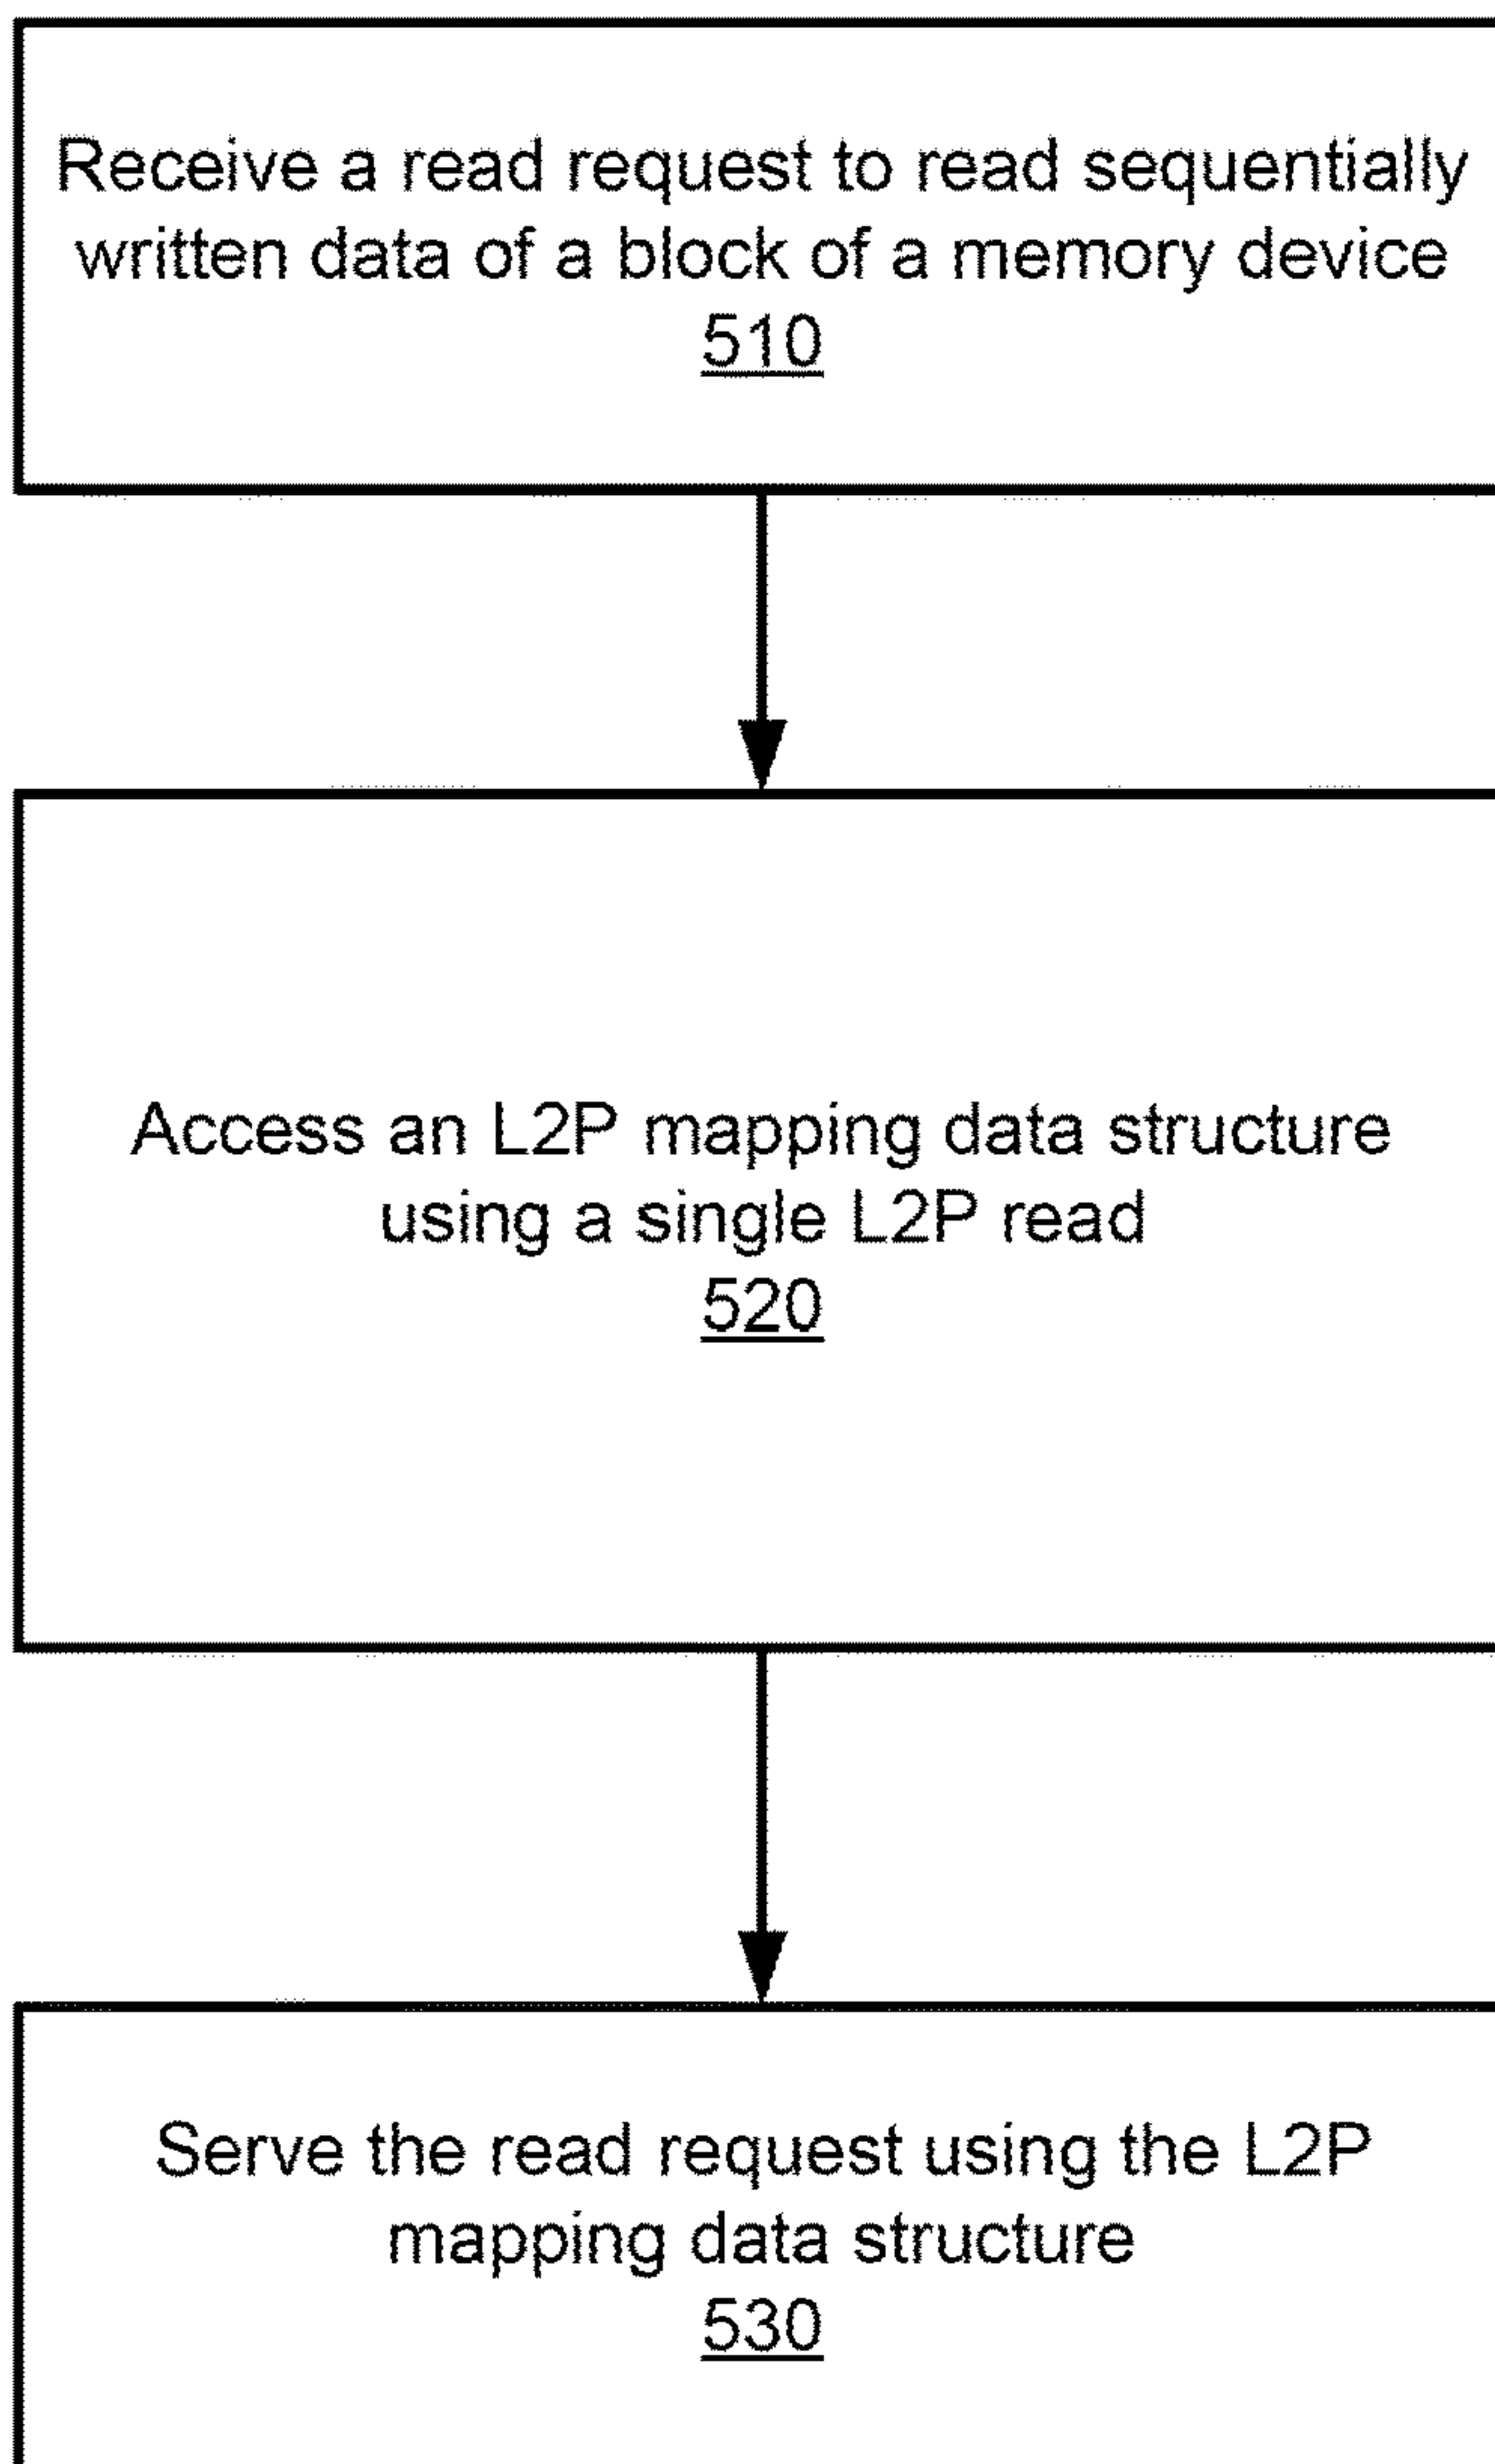 Receive a read request to read sequentially
written data of a block of a memory device
510
Access an L2P mapping data structure
using a single L2P read
520
Serve the read request using the L2P
mapping data structure
530